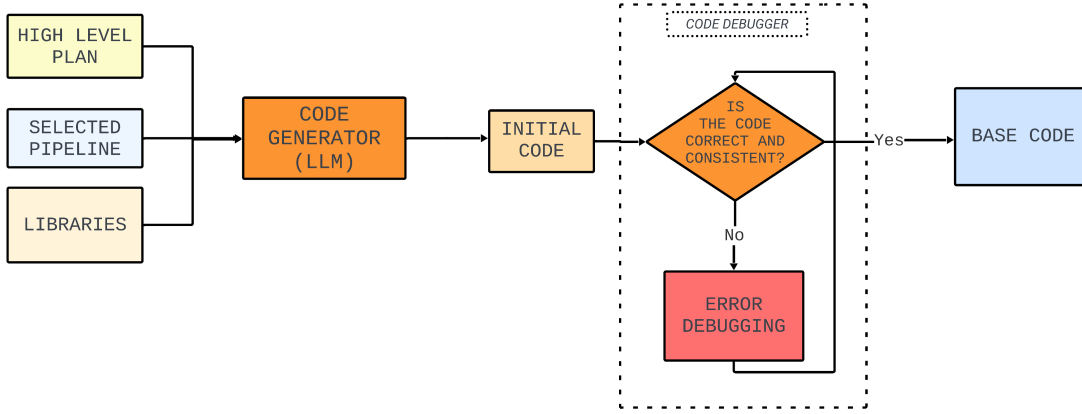 CODE DEBUGGER
HIGH LEVEL
PLAN
SELECTED
PIPELINE
LIBRARIES
CODE
GENERATOR
(LLM)
INITIAL
CODE
IS
THE CODE
CORRECT AND
CONSISTENT?
Yes
No
ERROR
DEBUGGING
BASE CODE